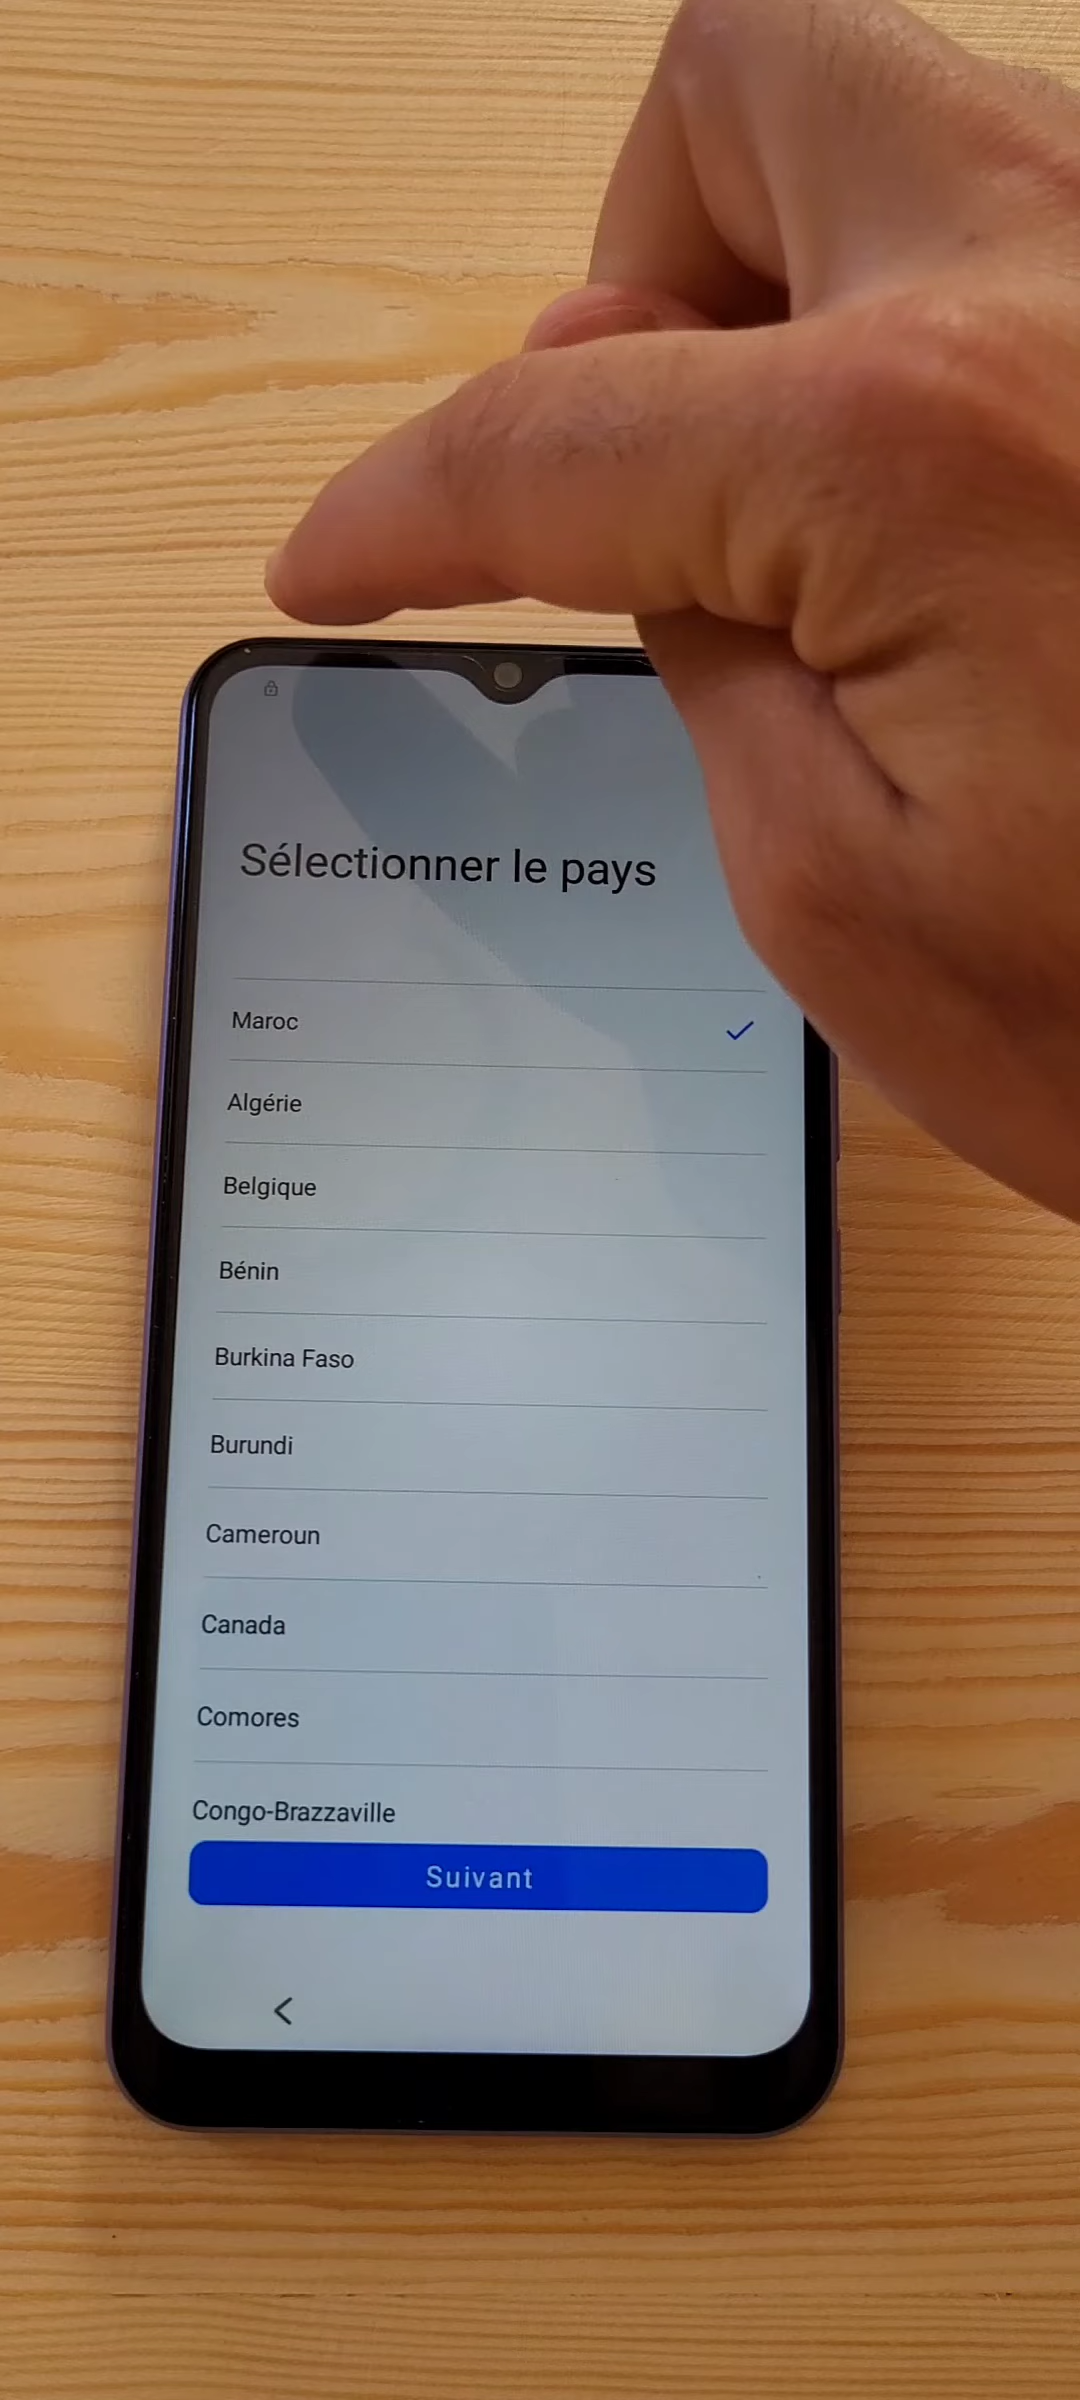 Sélectionner le pays
Maroc
Algérie
Belgique
Bénin
Burkina Faso
Burundi
Cameroun
Canada
Comores
Congo-Brazzaville
Suivant